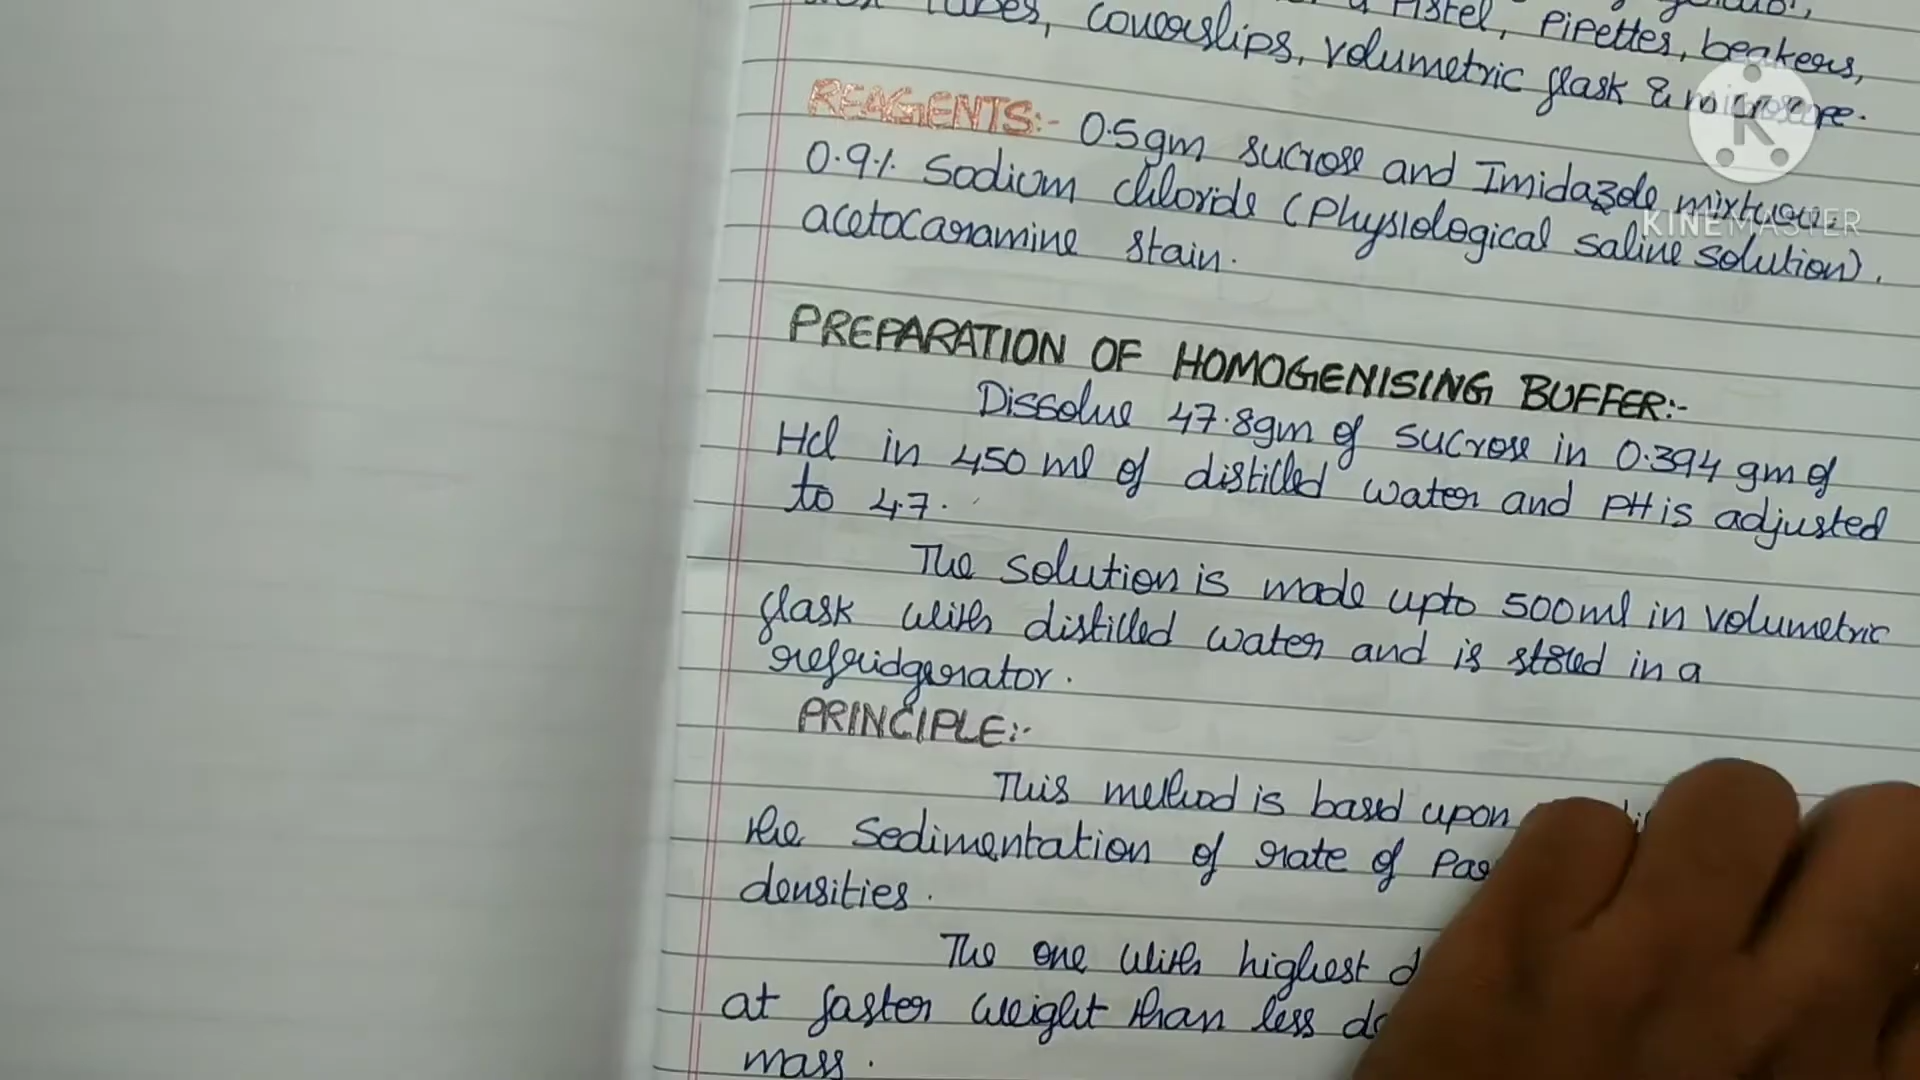 tubes, coverslips, volumetric flask & microscope.
Pistel, Pipettes, beakers,
REAGENTS:- 0.5gm sucrose and Imidazole mixture.
0.9% Sodium chloride (Physiological saline solution).
acetocaramine stain.
PREPARATION OF HOMOGENISING BUFFER:-
Dissolve 47.8gm of sucrose in 0.394 gm of
Hcl in 450 ml of distilled water and PH is adjusted
to 4.7.
The solution is made upto 500ml in volumetric
flask with distilled water and is stored in a
refridgerator.
PRINCIPLE:-
This method is based upon
the Sedimentation of rate of
densities.
The one with highest
at faster weight than less
mass.
K
KINEMASTER